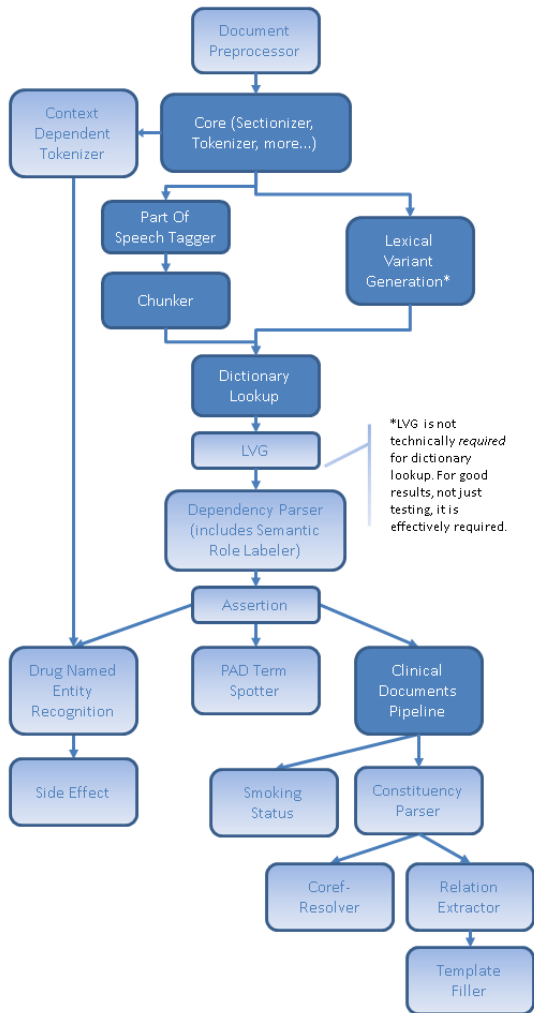 Document
Preprocessor
Context
Dependent
Tokenizer
Core (Sectionizer,
Tokenizer, more...)
Part Of
Speech Tagger
Lexical
Variant
Generation*
Chunker
Dictionary
Lookup
*LVG is not
technically required
for dictionary
lookup. For good
results, not just
testing, it is
effectively required.
LVG
Dependency Parser
(includes Semantic
Role Labeler)
Assertion
Drug Named
Entity
Recognition
PAD Term
Spotter
Clinical
Documents
Pipeline
Side Effect
Smoking
Status
Constituency
Parser
Coref-
Resolver
Relation
Extractor
Template
Filler